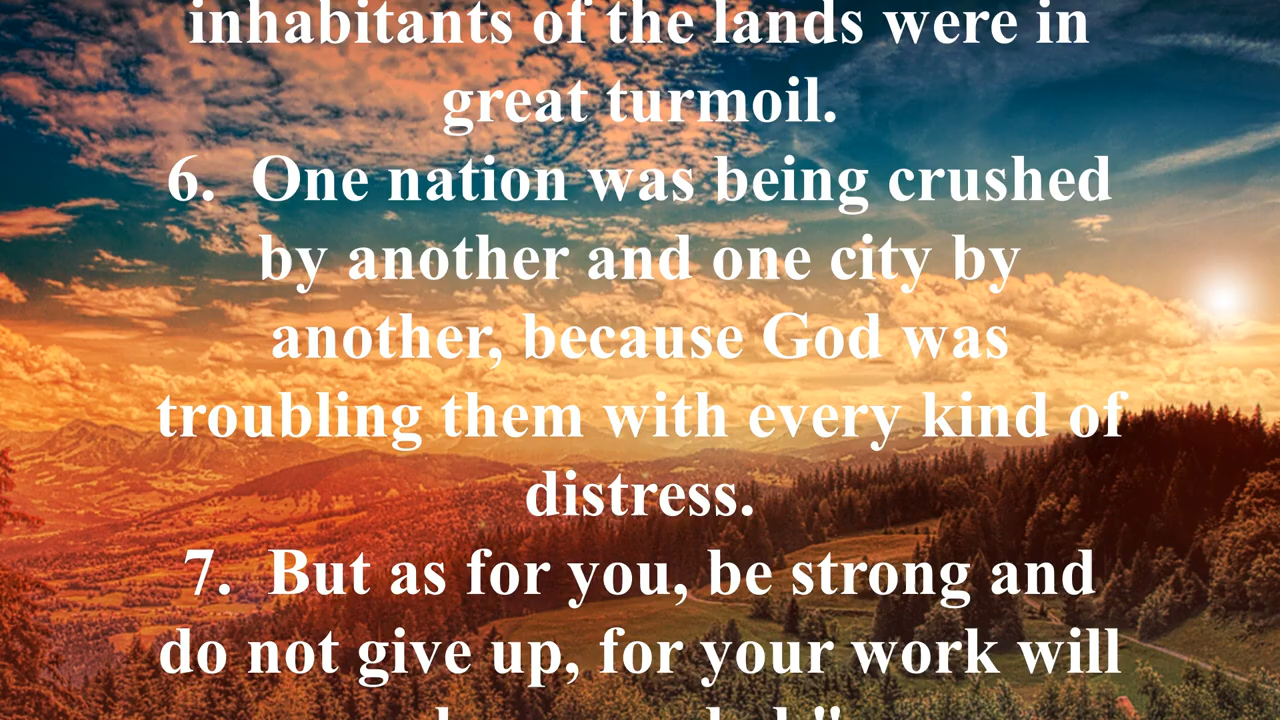 inhabitants of the lands were in
great turmoil.
6. One nation was being crushed
by another and one city by
another, because God was
troubling them with every kind of
distress.
7. But as for you, be strong and
do not give up, for your work will